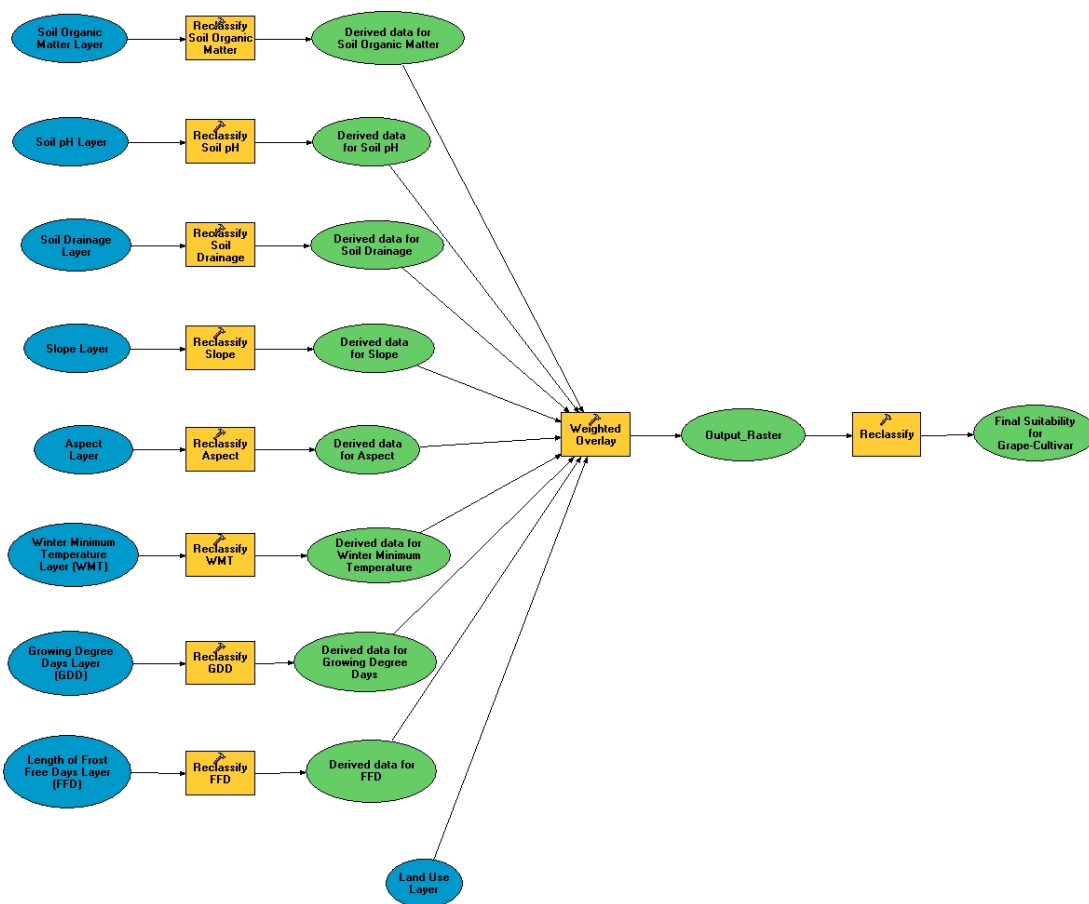 Soil Organic
Matter Layer
Reclassify
Soil Organic
Matter
Derived data for
Soil Organic Matter
Soil pH Layer
Reclassify
Soil pH
Derived data
for Soil pH
Soil Drainage
Layer
Reclassify
Soil
Drainage
Derived data for
Soil Drainage
Slope Layer
Reclassify
Slope
Derived data
for Slope
Aspect
Layer
Reclassify
Aspect
Derived data
for Aspect
Weighted
Overlay
Output_Raster
Reclassify
Final Suitability
for
Grape-Cultivar
Winter Minimum
Temperature
Layer (WMT)
Reclassify
WMT
Derived data for
Winter Minimum
Temperature
Growing Degree
Days Layer
(GDD)
Reclassify
GDD
Derived data for
Growing Degree
Days
Length of Frost
Free Days Layer
(FFD)
Reclassify
FFD
Derived data for
FFD
Land Use
Layer